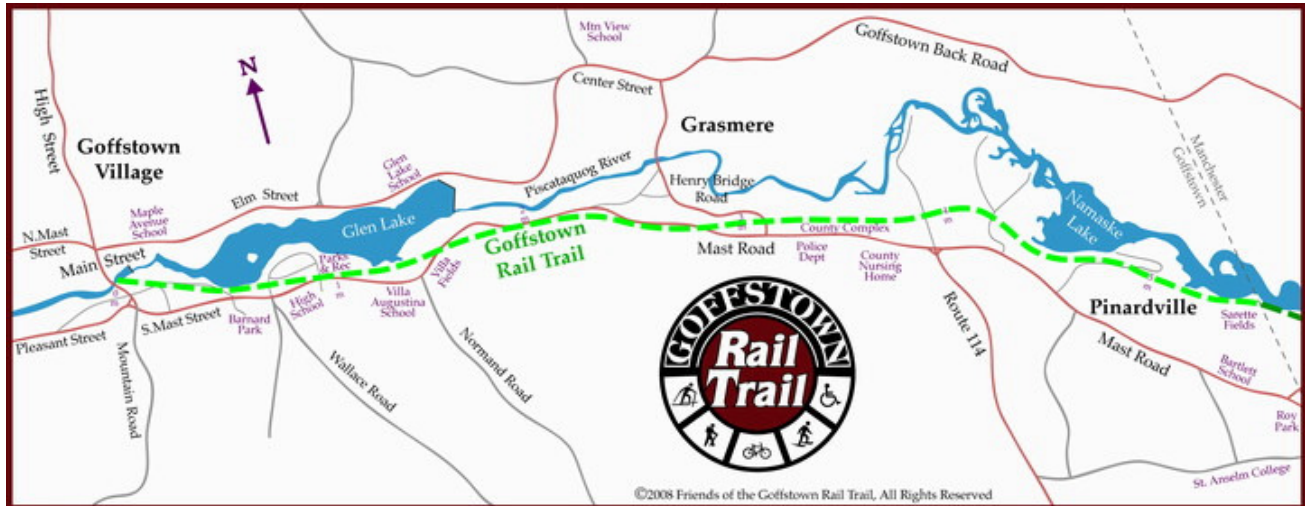 Mtn View
School
Goffstown Back Road
N
Center Street
High Street
Goffstown
Village
Grasmere
Manchester
Goffstown
Glen
Lake
School
Piscataquog River
Henry Bridge
Road
Elm Street
Maple
Avenue
School
N.Mast
Street
Glen Lake
Namaske
Lake
Main Street
Goffstown
Rail Trail
County Complex
Mast Road
Police
Dept
County
Nursing
Home
Parks
& Rec
Villa
Fields
High
School
1
m
Villa
Augustina
School
Barnard
Park
S.Mast Street
Pleasant Street
Mountain Road
Wallace Road
Normand Road
Route 114
Pinardville
Sarette
Fields
Mast Road
Bartlett
School
Roy
Park
St. Anselm College
GOFFSTOWN
Rail
Trail
©2008 Friends of the Goffstown Rail Trail, All Rights Reserved